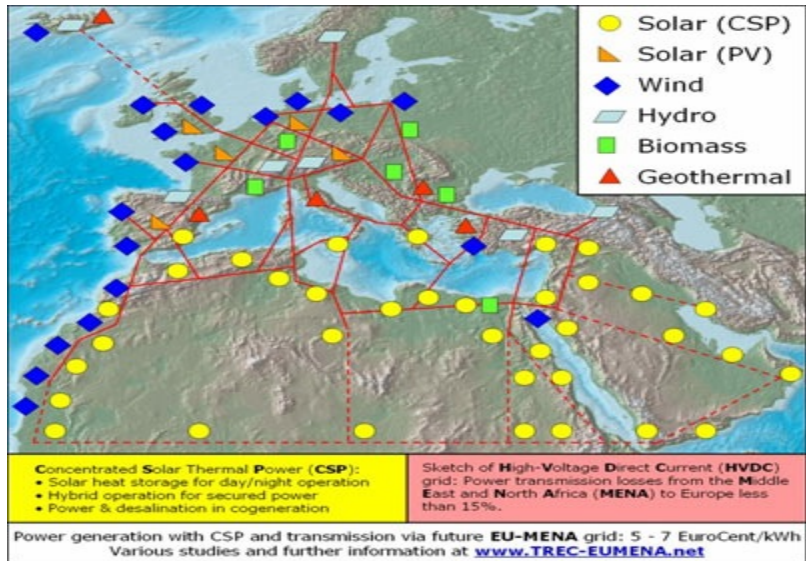 Solar (CSP)
Solar (PV)
Wind
Hydro
Biomass
Geothermal
Concentrated Solar Thermal Power (CSP):
• Solar heat storage for day/night operation
• Hybrid operation for secured power
• Power & desalination in cogeneration
Sketch of High-Voltage Direct Current (HVDC)
grid: Power transmission losses from the Middle
East and North Africa (MENA) to Europe less
than 15%.
Power generation with CSP and transmission via future EU-MENA grid: 5 - 7 EuroCent/kWh
Various studies and further information at www.TREC-EUMENA.net